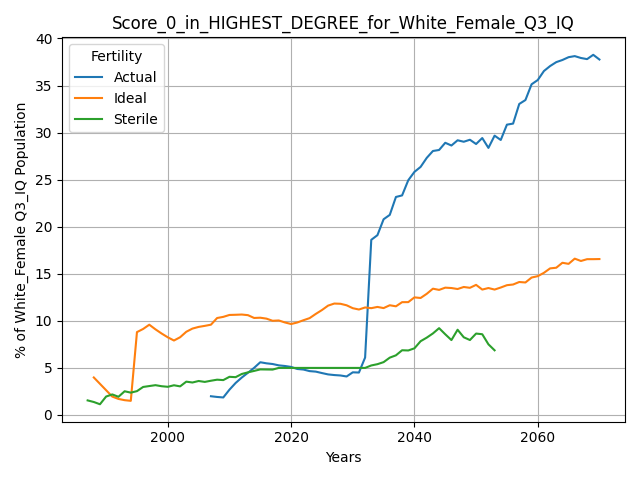 Score_0_in_HIGHEST_DEGREE_for_White_Female_Q3_IQ
Fertility
Actual
Ideal
Sterile
% of White_Female Q3_IQ Population
40
35
30
25
20
15
10
5
0
2000
2020
2040
2060
Years